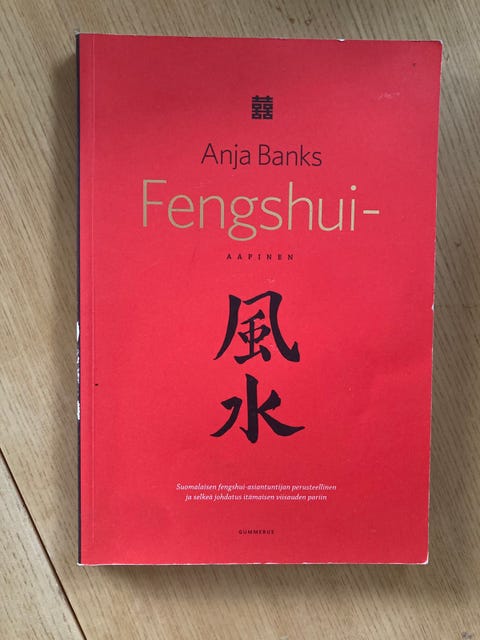 囍
Anja Banks
Fengshui-
AAPINEN
風
水
Suomalaisen fengshui-asiantuntijan perusteellinen
ja selkeä johdatus itämaisen viisauden pariin
GUMMERUS